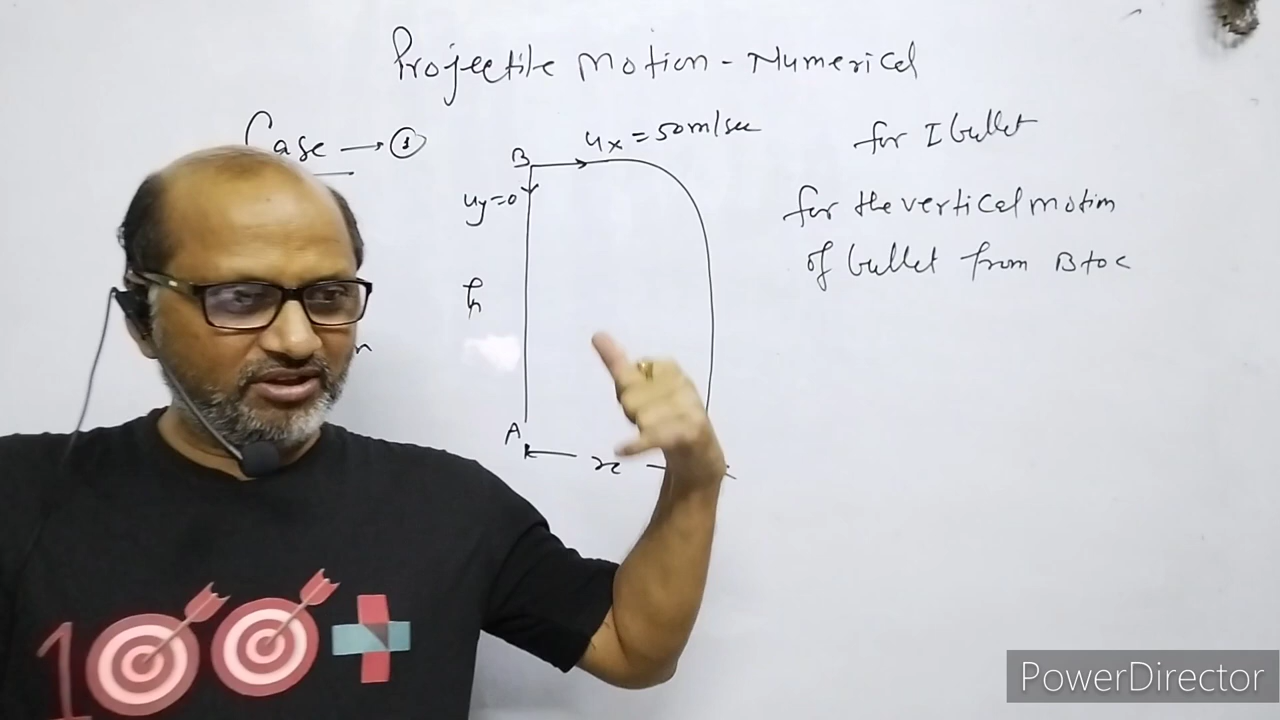 Projectile Motion - Numerical
Case → ①
B
ux = 50m/sec
uy=0
h
A
x
for I bullet
for the vertical motion
of bullet from B to C
n
100+
PowerDirector